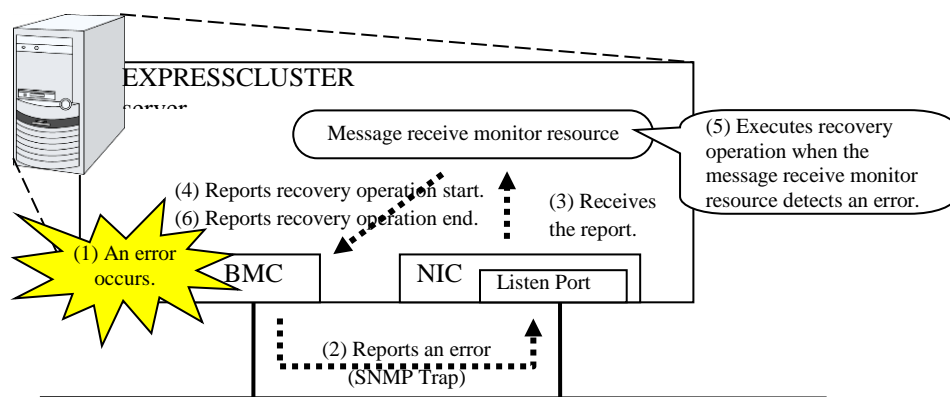 EXPRESSCLUSTER
server
Message receive monitor resource
(5) Executes recovery
operation when the
message receive monitor
resource detects an error.
(4) Reports recovery operation start.
(6) Reports recovery operation end.
(3) Receives
the report.
(1) An error
occurs.
BMC
NIC
Listen Port
(2) Reports an error
(SNMP Trap)